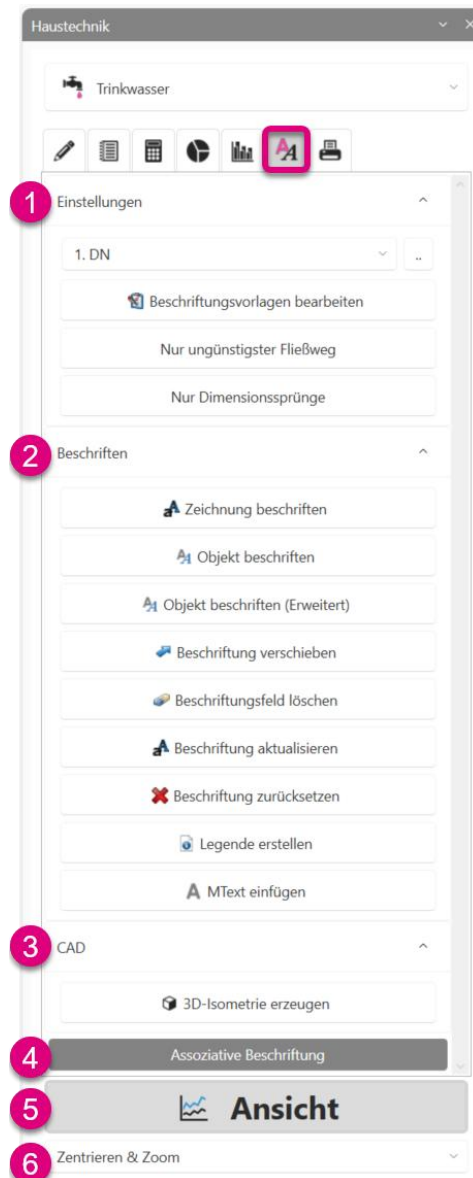 Haustechnik
Trinkwasser
1 Einstellungen
1. DN ..
Beschriftungsvorlagen bearbeiten
Nur ungünstigster Fließweg
Nur Dimensionssprünge
2 Beschriften
Zeichnung beschriften
Objekt beschriften
Objekt beschriften (Erweitert)
Beschriftung verschieben
Beschriftungsfeld löschen
Beschriftung aktualisieren
Beschriftung zurücksetzen
Legende erstellen
MText einfügen
3 CAD
3D-Isometrie erzeugen
4 Assoziative Beschriftung
5 Ansicht
6 Zentrieren & Zoom